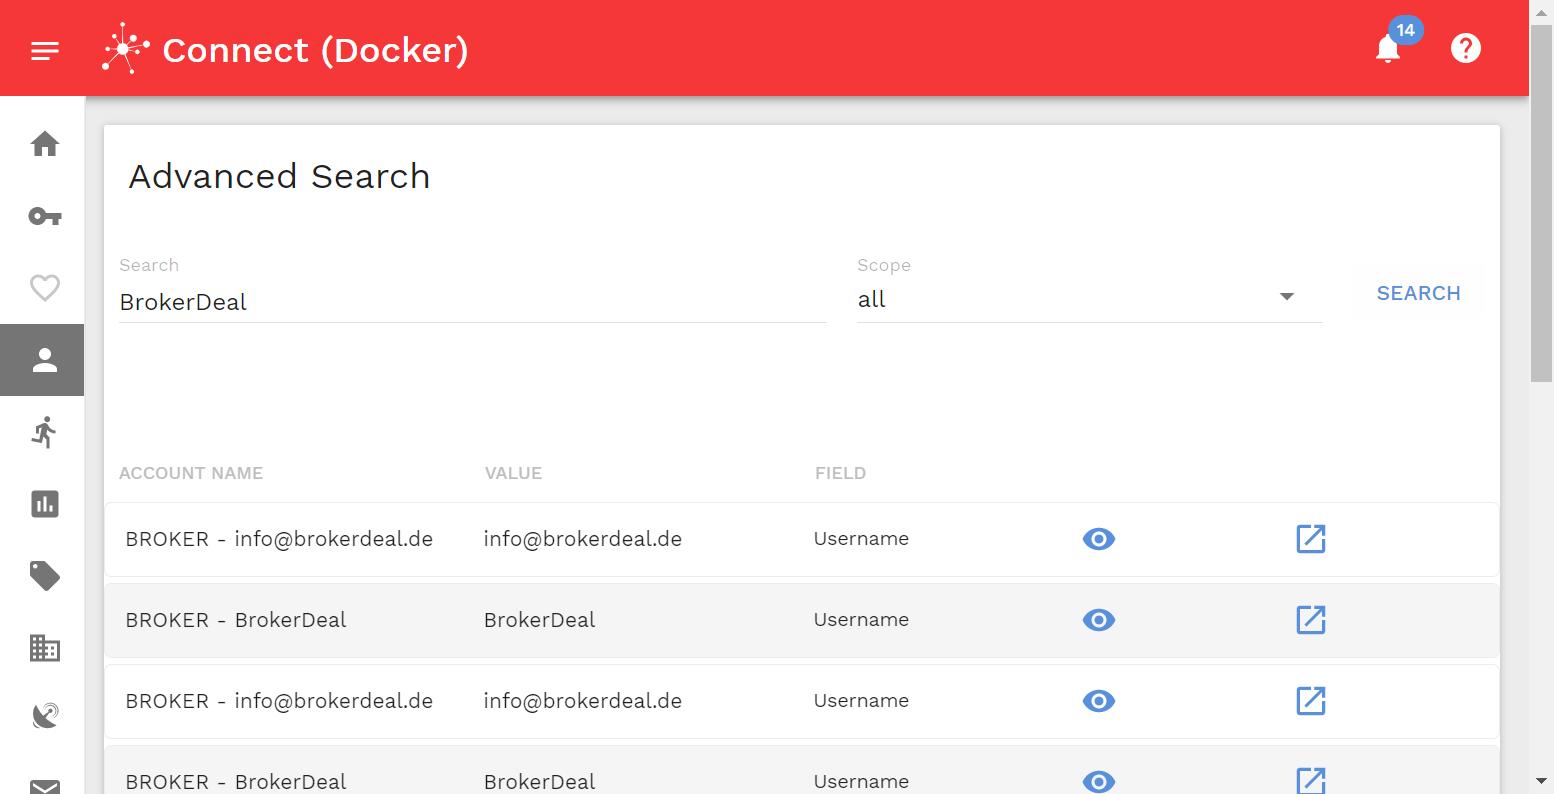 Connect (Docker)
14
Advanced Search
Search
Scope
BrokerDeal
all
SEARCH
ACCOUNT NAME VALUE FIELD
BROKER - info@brokerdeal.de info@brokerdeal.de Username
BROKER - BrokerDeal BrokerDeal Username
BROKER - info@brokerdeal.de info@brokerdeal.de Username
BROKER - BrokerDeal BrokerDeal Username